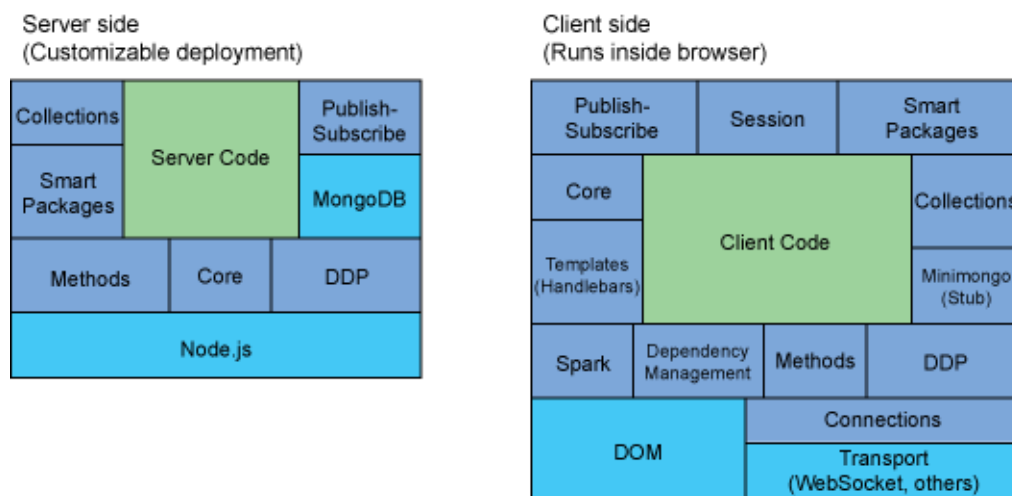 Server side
(Customizable deployment)
Collections
Server Code
Publish-
Subscribe
Smart
Packages
MongoDB
Methods
Core
DDP
Node.js
Client side
(Runs inside browser)
Publish-
Subscribe
Session
Smart
Packages
Core
Client Code
Collections
Templates
(Handlebars)
Minimongo
(Stub)
Spark
Dependency
Management
Methods
DDP
DOM
Connections
Transport
(WebSocket, others)